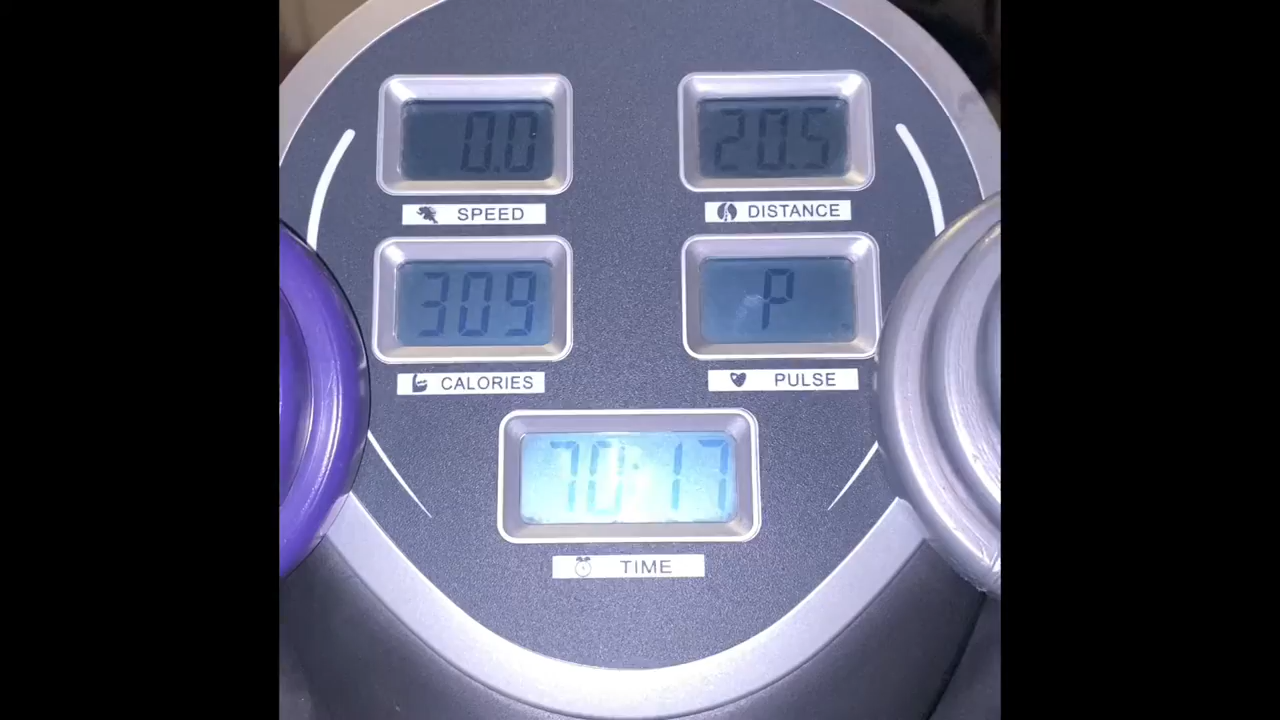 0.0
20.5
SPEED
DISTANCE
309
P
CALORIES
PULSE
70:17
TIME